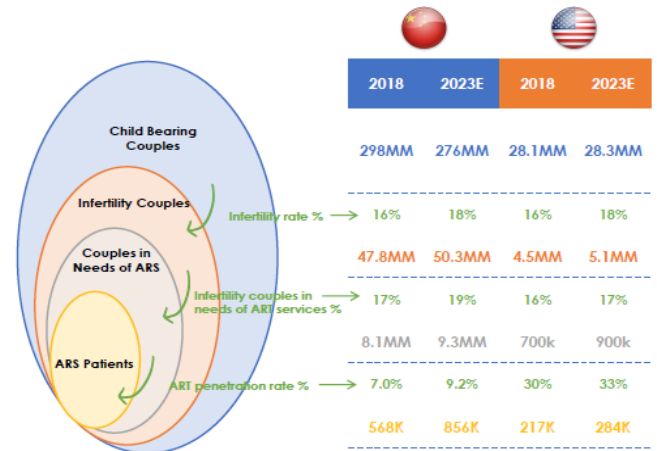 2018 2023E 2018 2023E
Child Bearing
Couples
298MM 276MM 28.1MM 28.3MM
Infertility Couples
Infertility rate % 16% 18% 16% 18%
Couples in
Needs of ARS
47.8MM 50.3MM 4.5MM 5.1MM
Infertility couples in
needs of ART services %
17% 19% 16% 17%
8.1MM 9.3MM 700k 900k
ARS Patients
ART penetration rate % 7.0% 9.2% 30% 33%
568K 856K 217K 284K